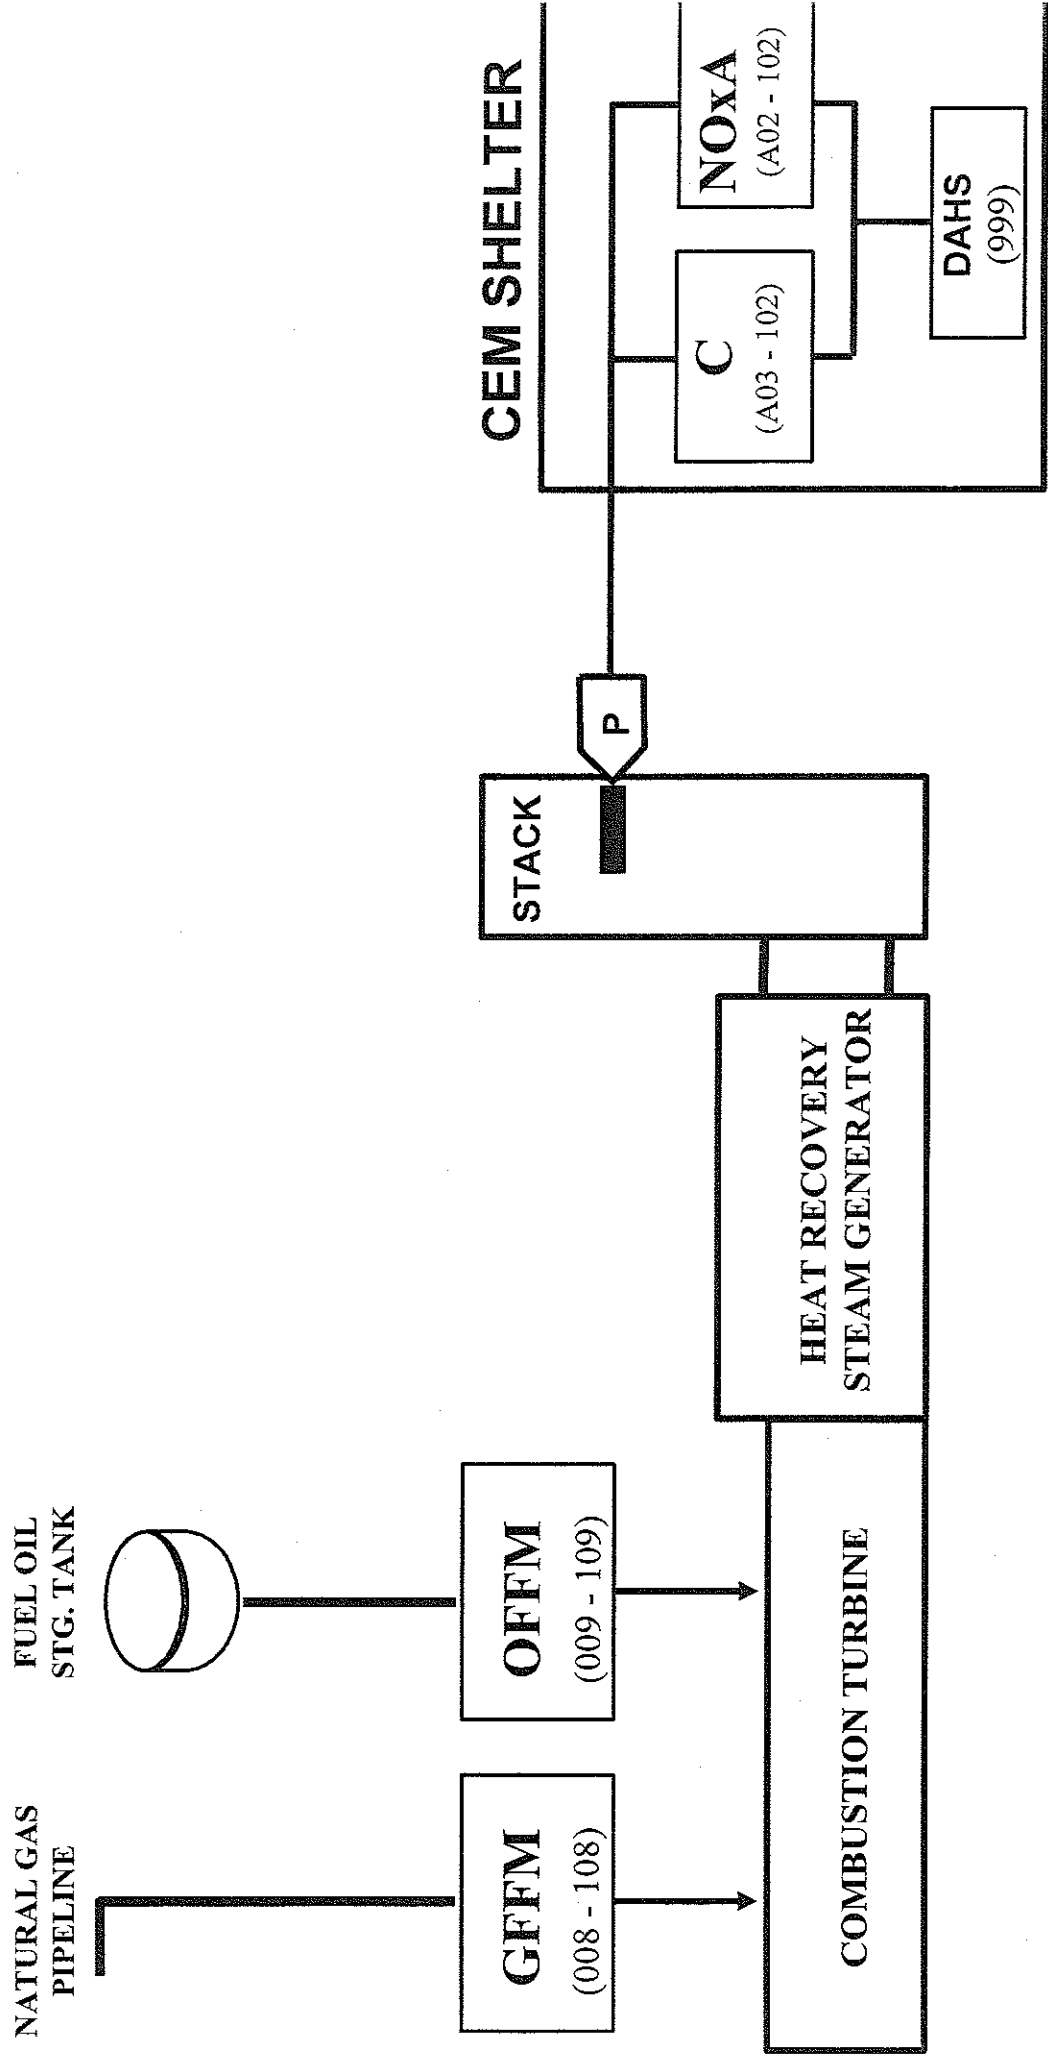 NATURAL GAS
PIPELINE
FUEL OIL
STG. TANK
GFFM
(008 - 108)
OFFM
(009 - 109)
COMBUSTION TURBINE
HEAT RECOVERY
STEAM GENERATOR
STACK
P
CEM SHELTER
C
(A03 - 102)
NOxA
(A02 - 102)
DAHS
(999)